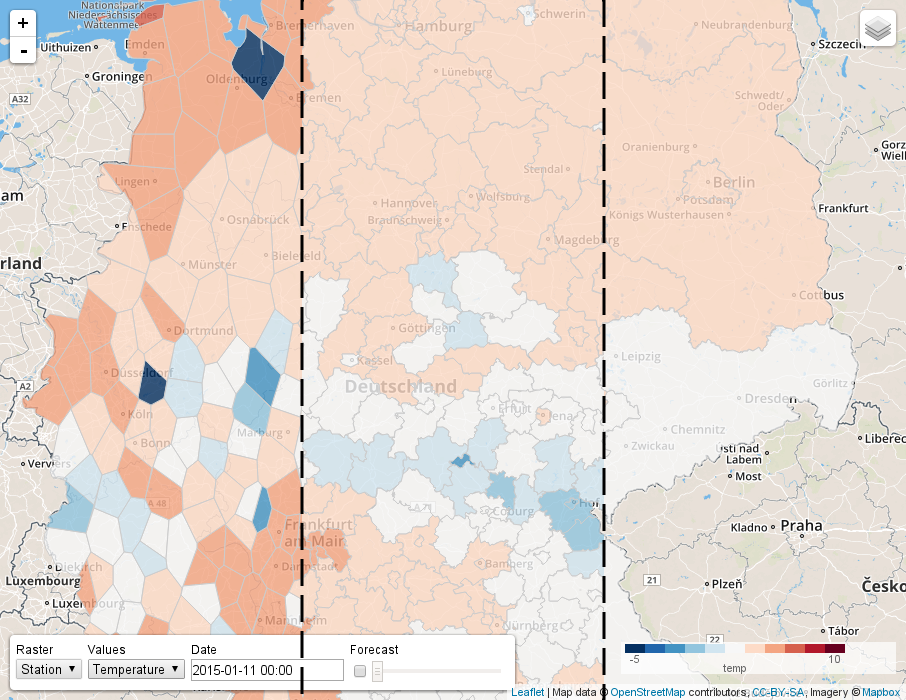 +
-
Nationalpark
Niedersächsisches
Wattenmeer
Bremerhaven
Hamburg
Schwerin
Neubrandenburg
Szczecin
Uithuizen
Emden
Groningen
Oldenburg
Bremen
Lüneburg
Schwedt/
Oder
A32
Oranienburg
Lingen
Stendal
Berlin
Potsdam
Hannover
Wolfsburg
Braunschweig
Königs Wusterhausen
Frankfurt
Enschede
Osnabrück
Magdeburg
Bielefeld
Münster
erland
Cottbus
Dortmund
Göttingen
Kassel
Leipzig
Düsseldorf
Deutschland
Görlitz
A2
Köln
Erfurt
Jena
Dresden
Bonn
Marburg
Chemnitz
Zwickau
Liberec
Ústí nad
Labem
Verviers
Most
A 48
Hof
Coburg
Frankfurt
am Main
Kladno
Praha
Diekirch
Darmstadt
Bamberg
Luxembourg
21
Plzeň
Česko
Luxembourg
Mannheim
Nürnberg
22
Tábor
Raster
Values
Date
Forecast
Station
Temperature
2015-01-11 00:00
-5
10
temp
Leaflet | Map data © OpenStreetMap contributors, CC-BY-SA, Imagery © Mapbox